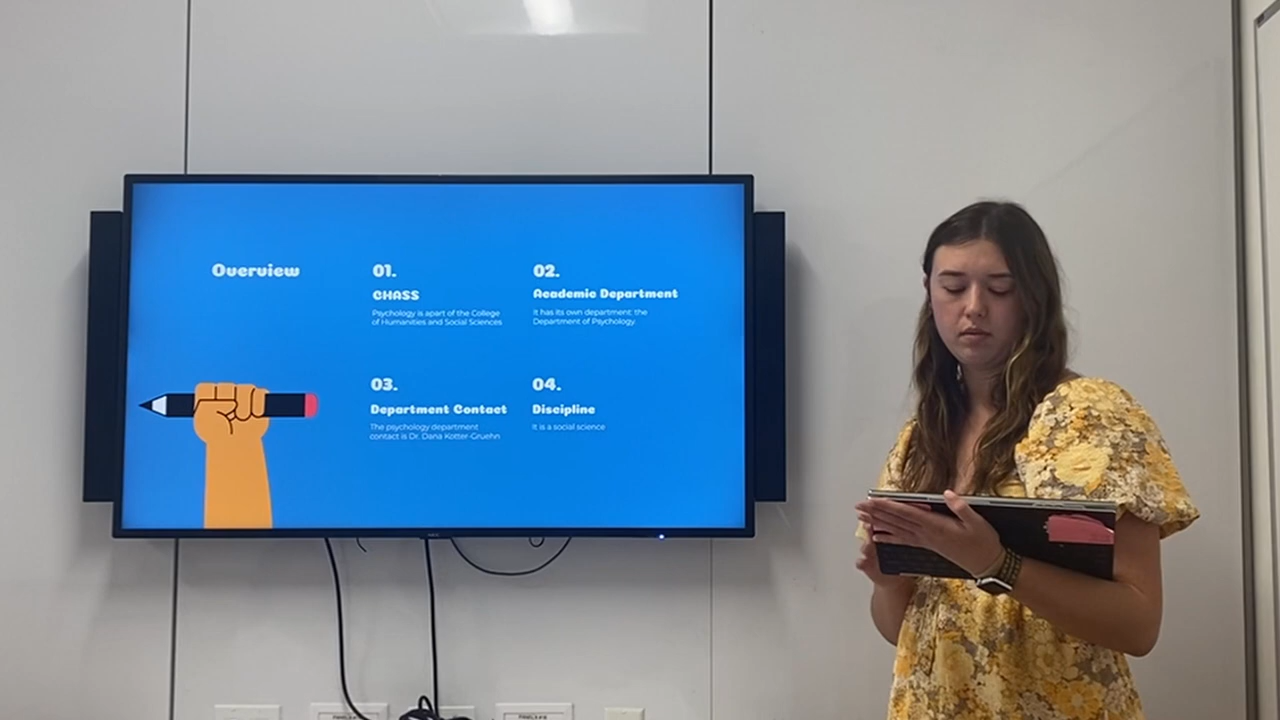 Overview
01.
CHASS
Psychology is apart of the College
of Humanities and Social Sciences
02.
Academic Department
It has its own department: the
Department of Psychology.
03.
Department Contact
The psychology department
contact is Dr. Dana Kotter-Gruehn
04.
Discipline
It is a social science